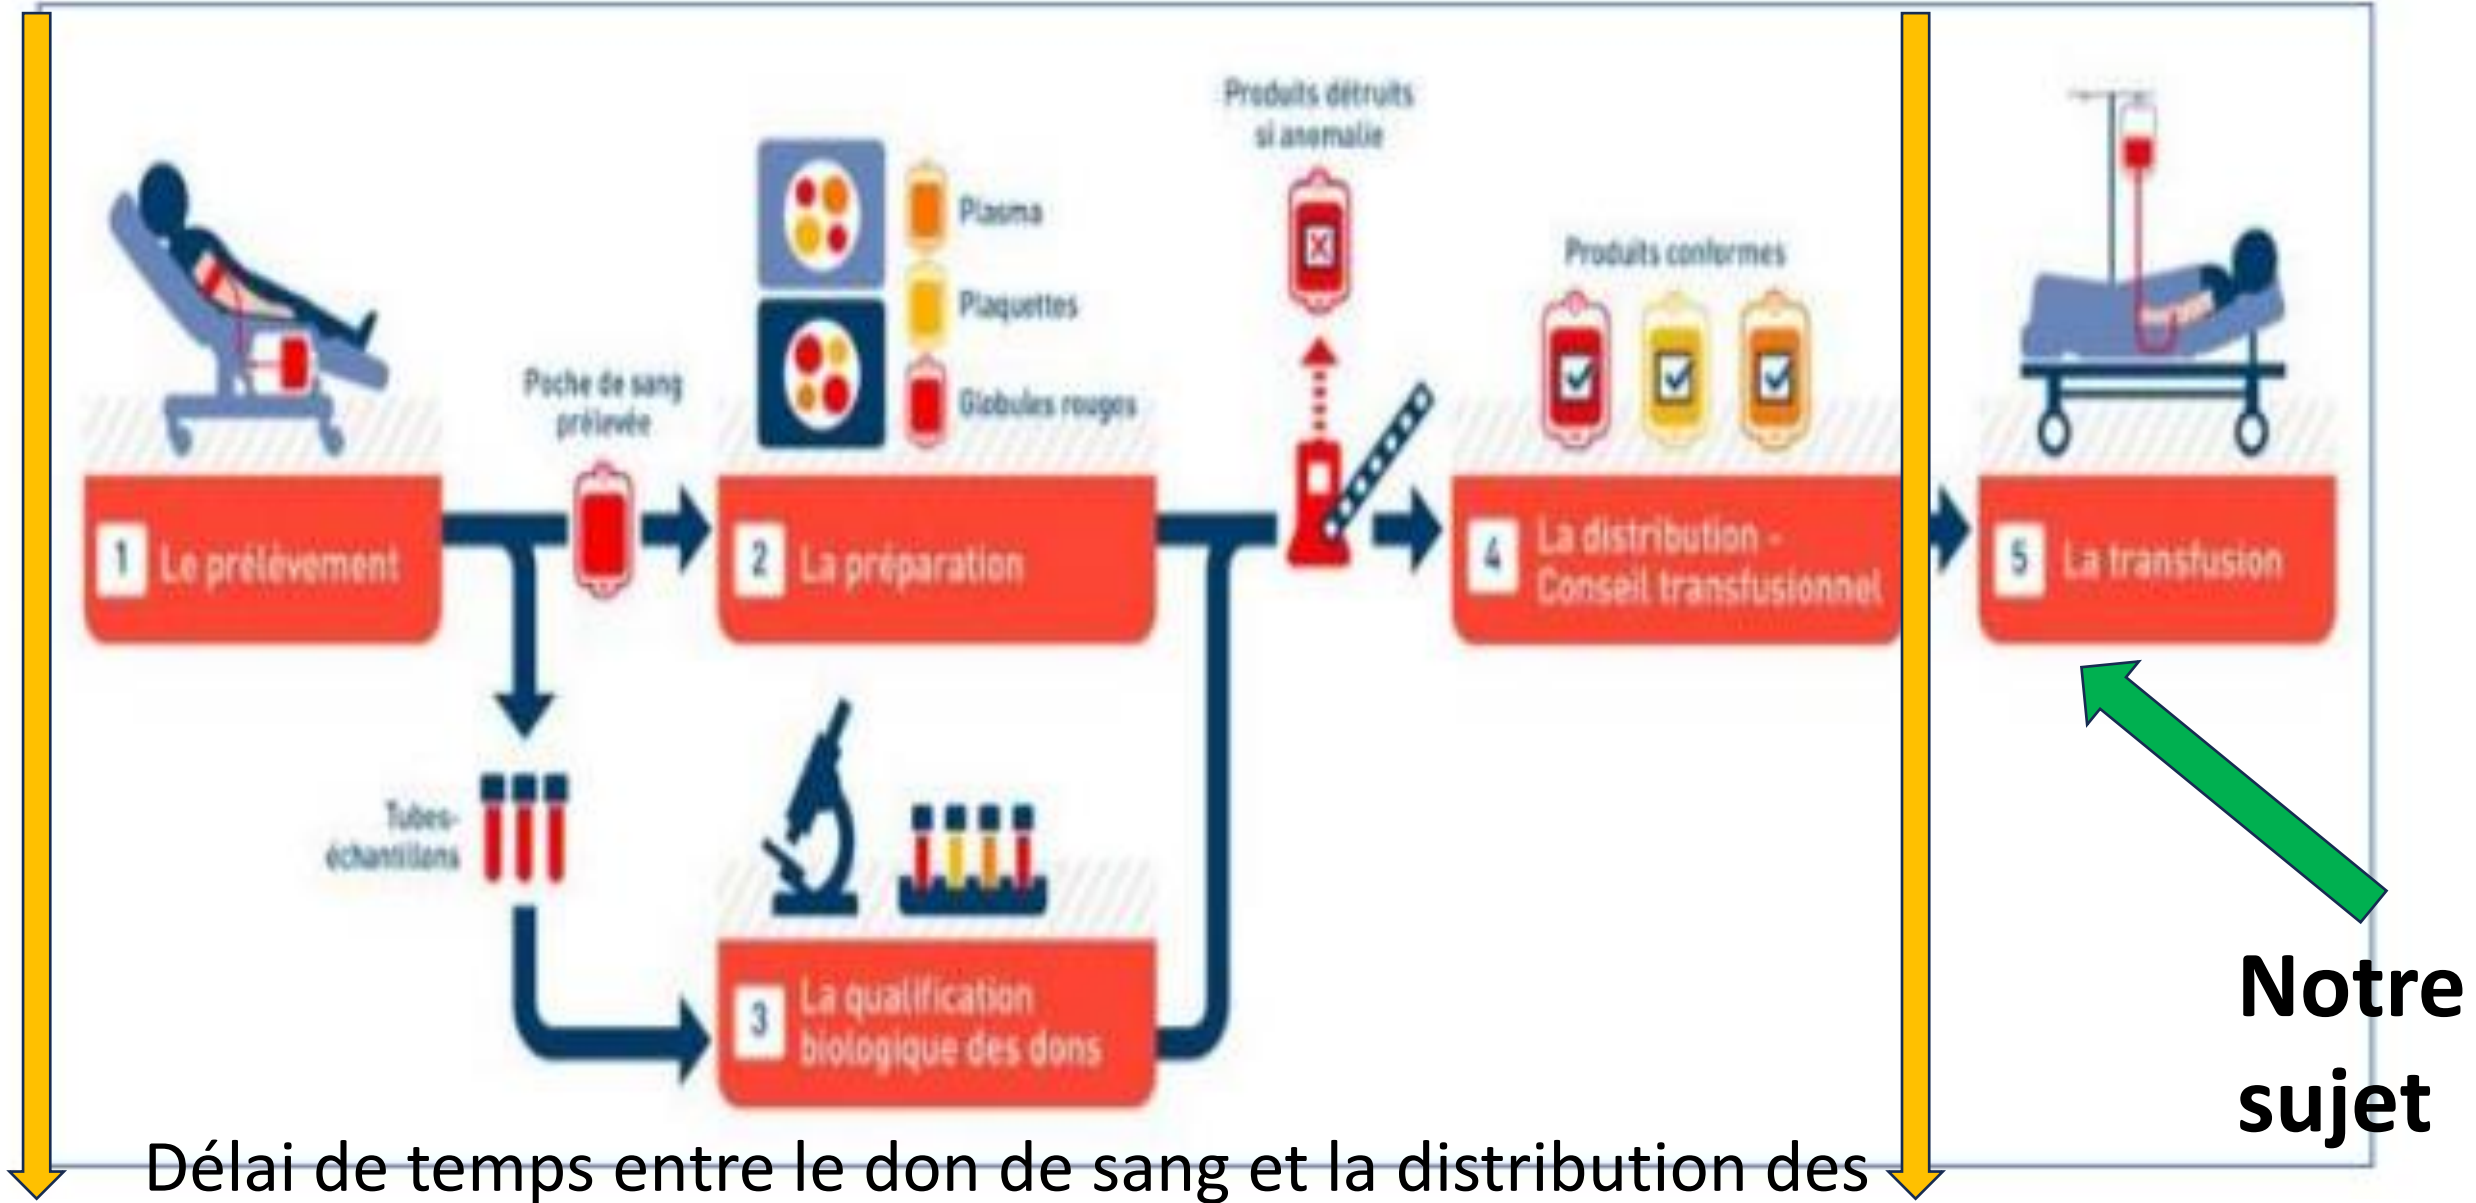 Produits détruits
si anomalie
Plasma
Plaquettes
Globules rouges
Produits conformes
Poche de sang
prélevée
1 Le prélèvement
2 La préparation
4 La distribution -
Conseil transfusionnel
5 La transfusion
Tubes-
échantillons
3 La qualification
biologique des dons
Notre
sujet
Délai de temps entre le don de sang et la distribution des